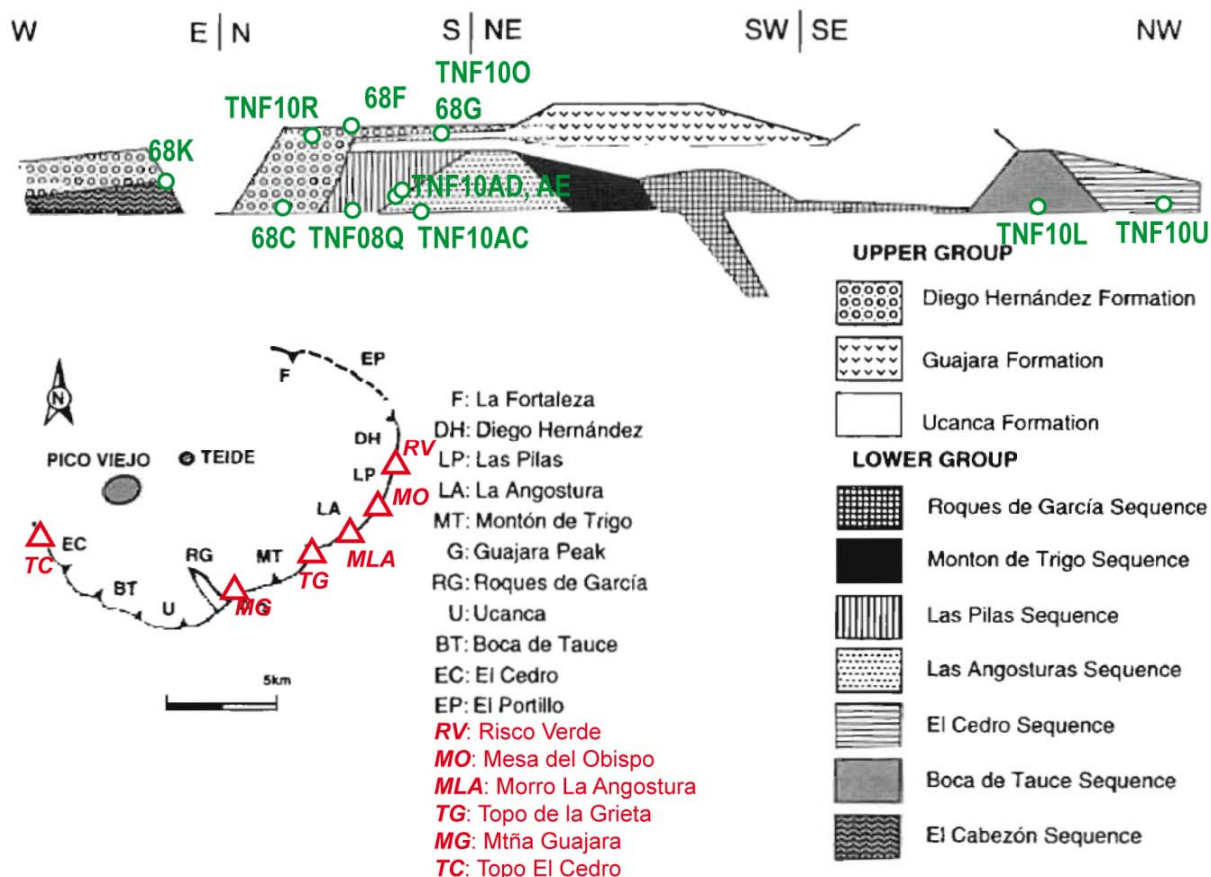 W E | N S | NE SW | SE NW
TNF10O
TNF10R 68F 68G
68K
TNF10AD, AE
68C TNF08Q TNF10AC TNF10L TNF10U
UPPER GROUP
Diego Hernández Formation
Guajara Formation
Ucanca Formation
LOWER GROUP
Roques de García Sequence
Monton de Trigo Sequence
Las Pilas Sequence
Las Angosturas Sequence
El Cedro Sequence
Boca de Tauce Sequence
El Cabezón Sequence
N
F
EP
DH
RV
PICO VIEJO
TEIDE
LP
MO
LA
MLA
EC
TC
RG
MT
TG
BT
U
MG
5km
F: La Fortaleza
DH: Diego Hernández
LP: Las Pilas
LA: La Angostura
MT: Montón de Trigo
G: Guajara Peak
RG: Roques de García
U: Ucanca
BT: Boca de Tauce
EC: El Cedro
EP: El Portillo
RV: Risco Verde
MO: Mesa del Obispo
MLA: Morro La Angostura
TG: Topo de la Grieta
MG: Mtña Guajara
TC: Topo El Cedro